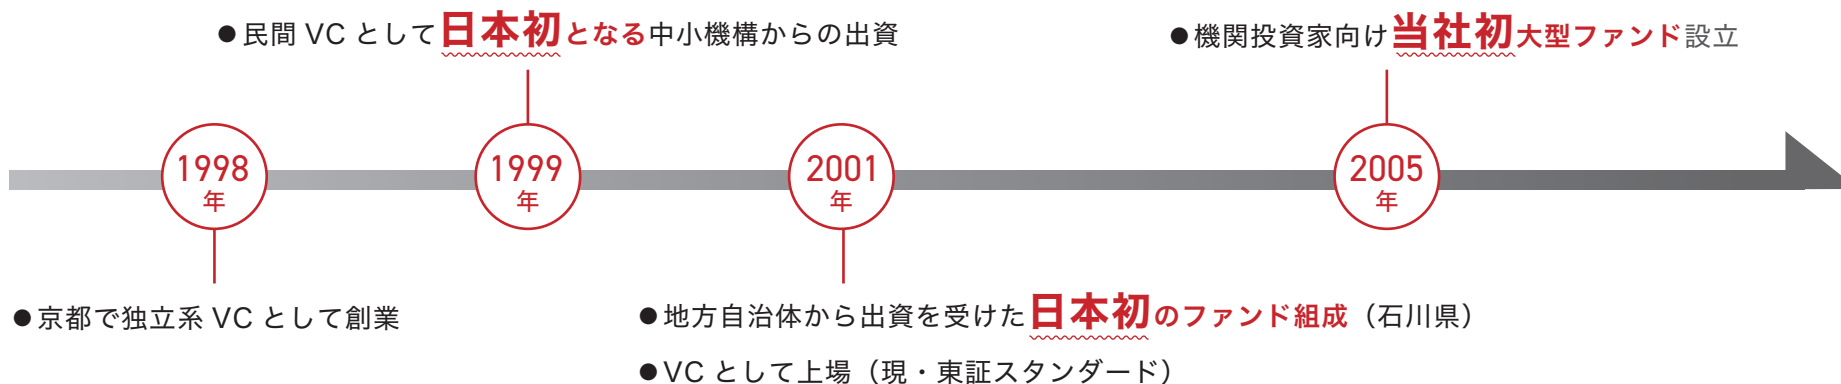 ●民間 VC として日本初となる中小機構からの出資
●機関投資家向け当社初大型ファンド設立
1998
年
1999
年
2001
年
2005
年
●京都で独立系 VC として創業
●地方自治体から出資を受けた日本初のファンド組成（石川県）
●VC として上場（現・東証スタンダード）